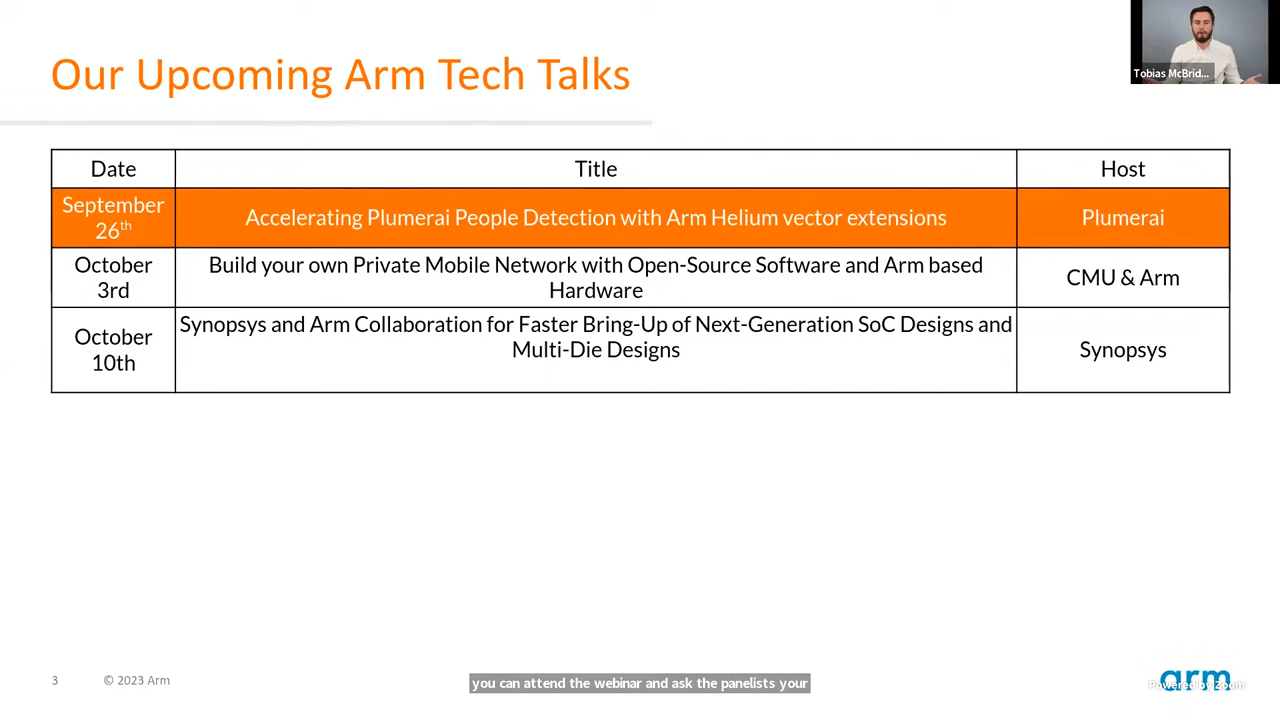 Our Upcoming Arm Tech Talks
Tobias McBrid...
Date
Title
Host
September
26th
Accelerating Plumerai People Detection with Arm Helium vector extensions
Plumerai
October
3rd
Build your own Private Mobile Network with Open-Source Software and Arm based
Hardware
CMU & Arm
October
10th
Synopsys and Arm Collaboration for Faster Bring-Up of Next-Generation SoC Designs and
Multi-Die Designs
Synopsys
3
© 2023 Arm
you can attend the webinar and ask the panelists your
arm
Powered by Zoom